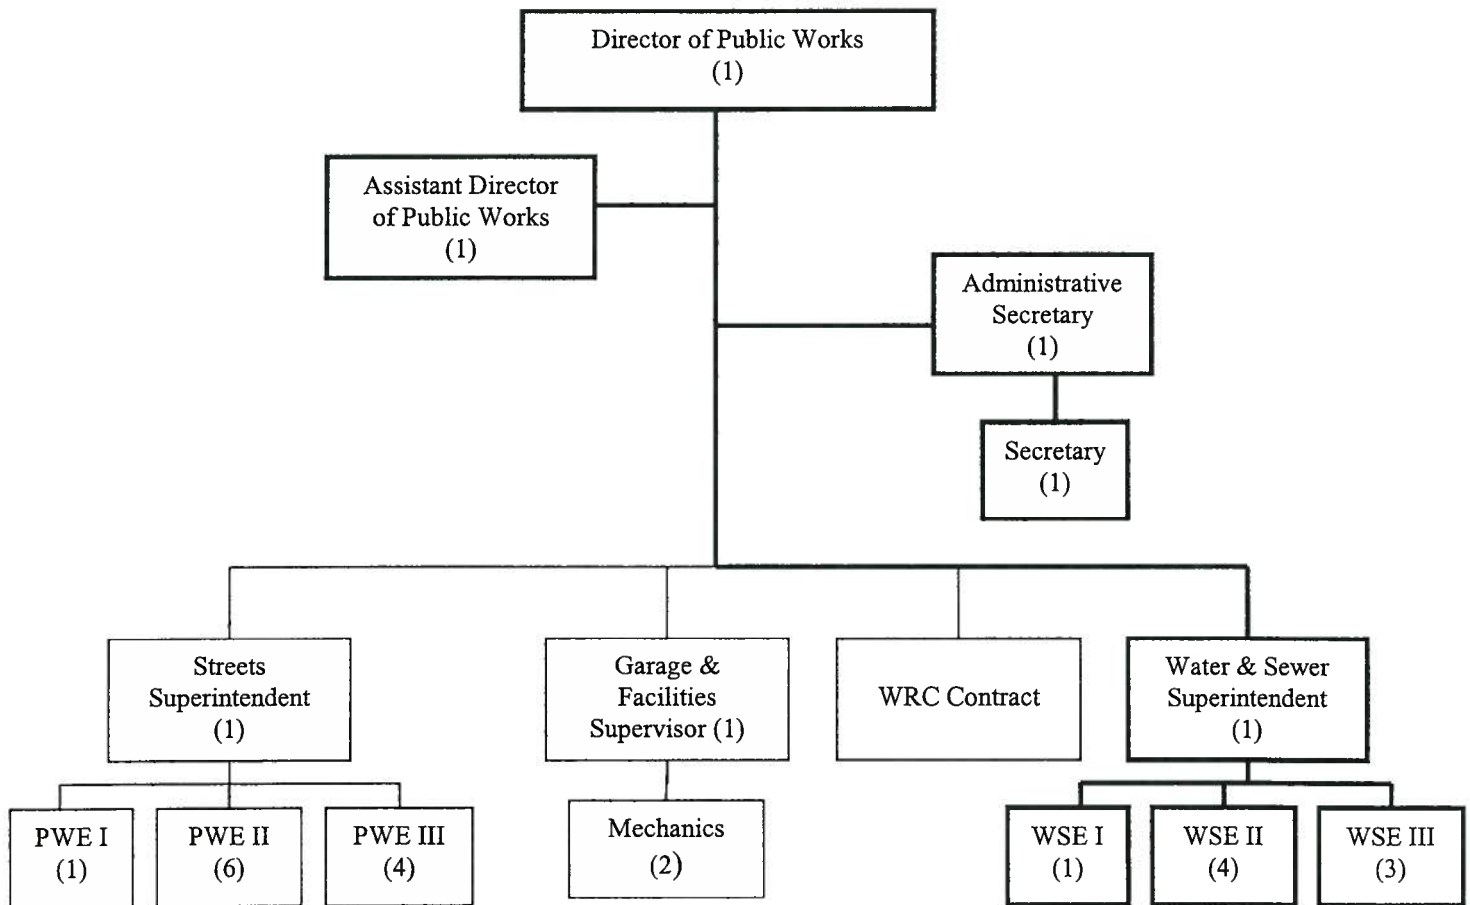 Director of Public Works
(1)
Assistant Director
of Public Works
(1)
Administrative
Secretary
(1)
Secretary
(1)
Streets
Superintendent
(1)
Garage &
Facilities
Supervisor (1)
WRC Contract
Water & Sewer
Superintendent
(1)
PWE I
(1)
PWE II
(6)
PWE III
(4)
Mechanics
(2)
WSE I
(1)
WSE II
(4)
WSE III
(3)